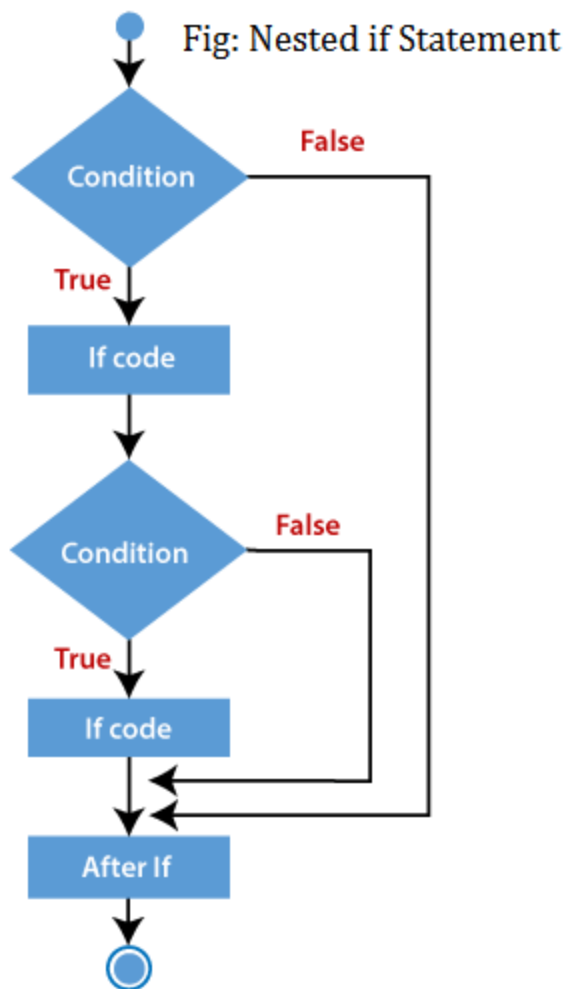 Fig: Nested if Statement
False
Condition
True
If code
False
Condition
True
If code
After If